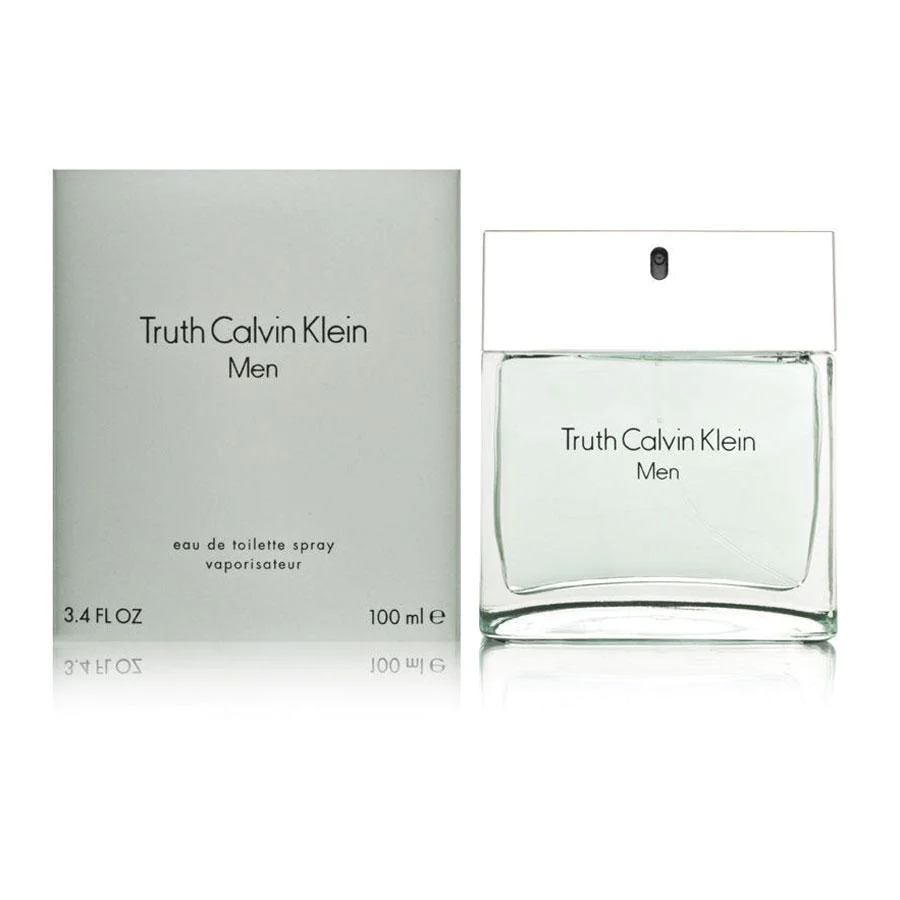 Truth Calvin Klein
Men
eau de toilette spray
vaporisateur
3.4 FL OZ 100 ml ℮
Truth Calvin Klein
Men